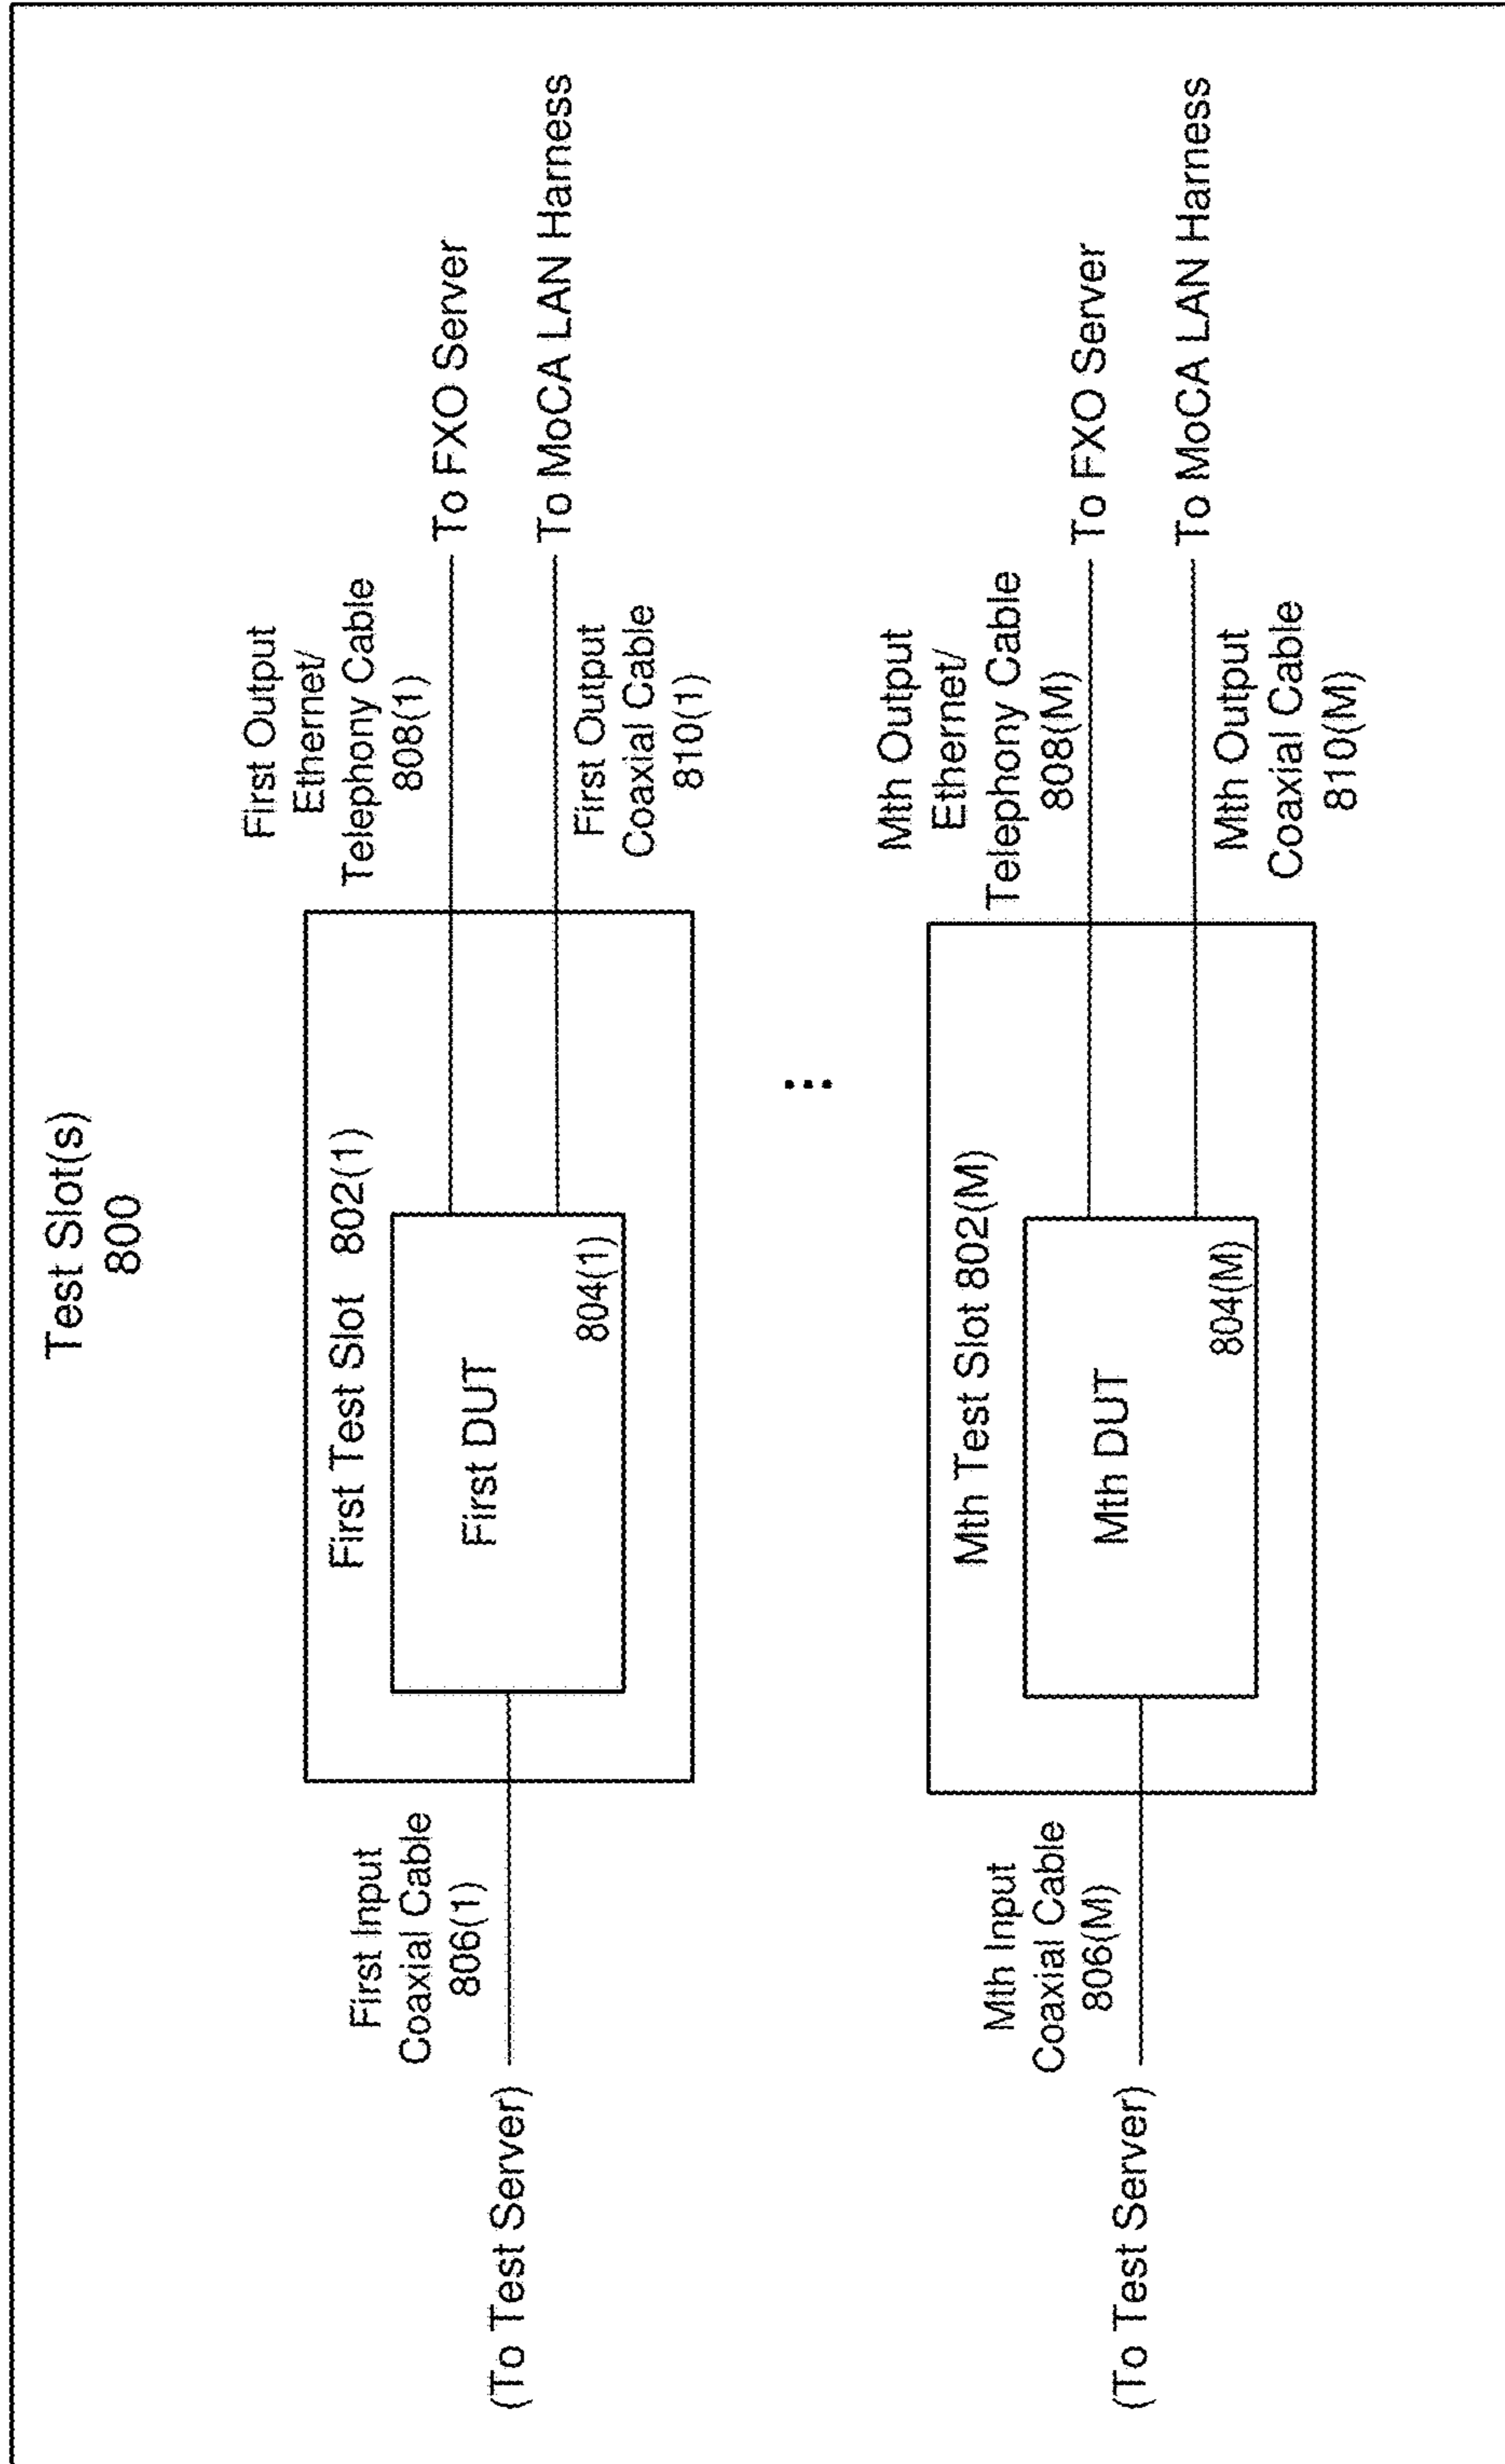 Test Slot(s)
800
First Test Slot 802(1)
First DUT
804(1)
First Input
Coaxial Cable
806(1)
(To Test Server)
First Output
Ethernet/
Telephony Cable
808(1)
To FXO Server
First Output
Coaxial Cable
810(1)
To MoCA LAN Harness
...
Mth Test Slot 802(M)
Mth DUT
804(M)
Mth Input
Coaxial Cable
806(M)
(To Test Server)
Mth Output
Ethernet/
Telephony Cable
808(M)
To FXO Server
Mth Output
Coaxial Cable
810(M)
To MoCA LAN Harness